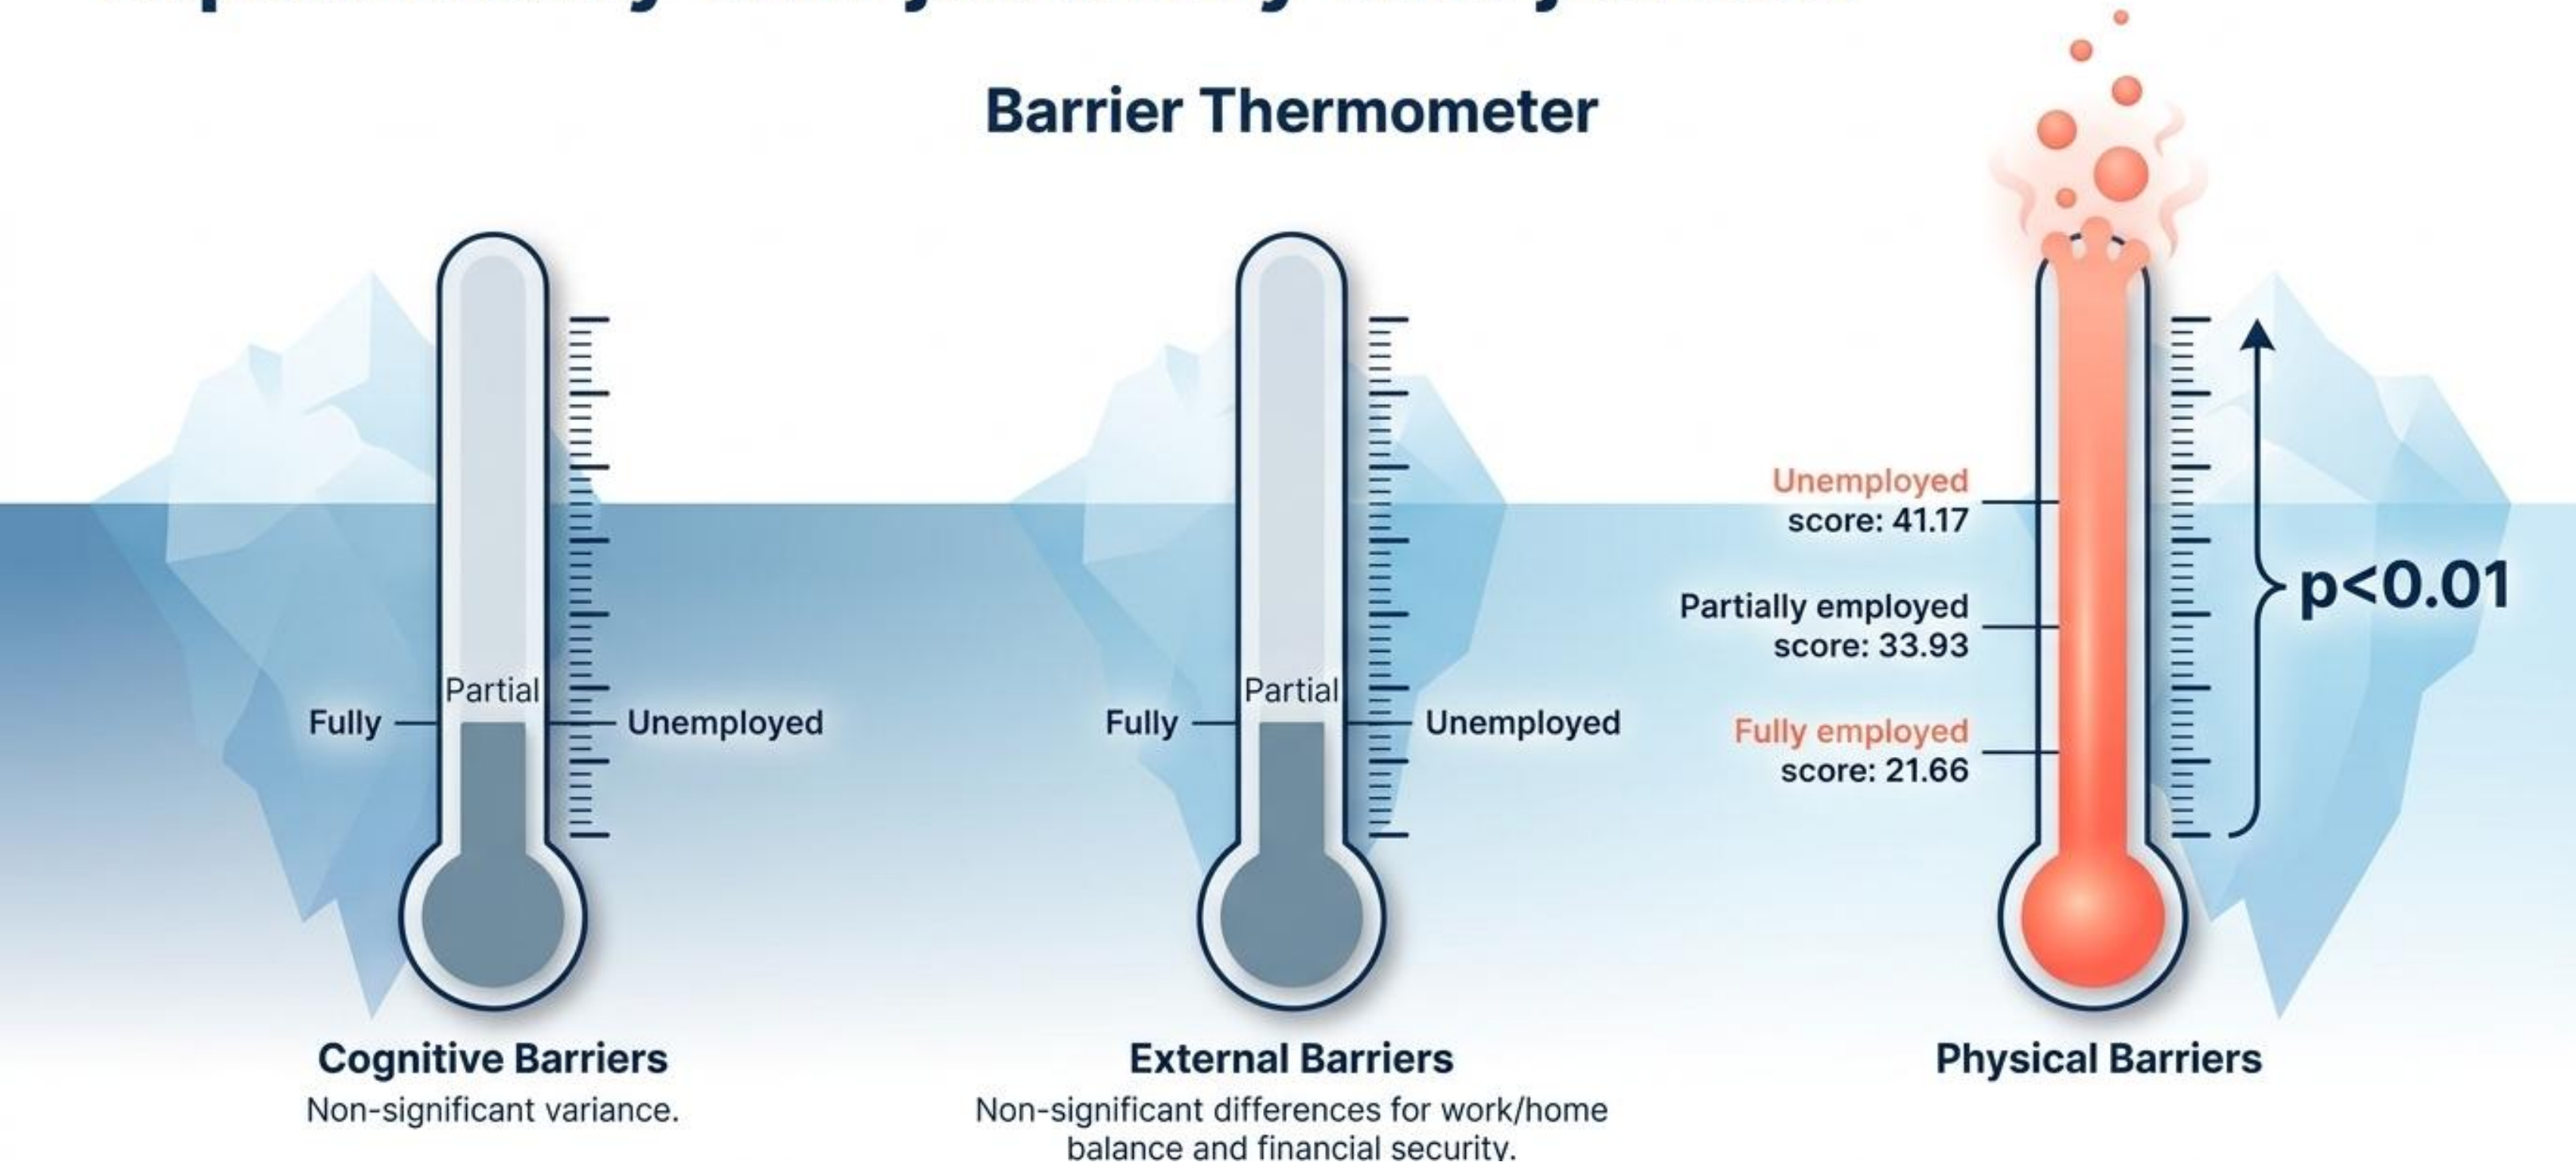 Barrier Thermometer
Partial
Fully
Unemployed
Cognitive Barriers
Non-significant variance.
Partial
Fully
Unemployed
External Barriers
Non-significant differences for work/home
balance and financial security.
Unemployed
score: 41.17
Partially employed
score: 33.93
Fully employed
score: 21.66
p<0.01
Physical Barriers